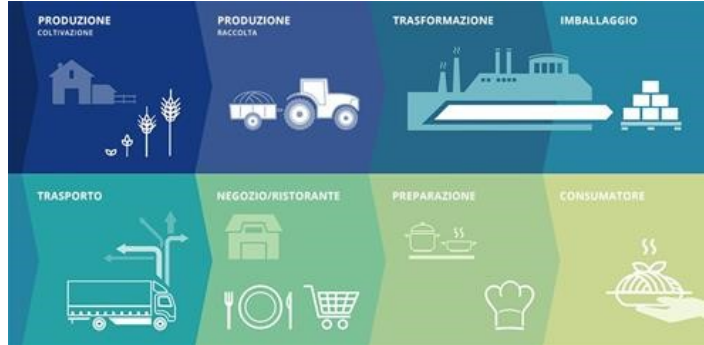 PRODUZIONE
COLTIVAZIONE
PRODUZIONE
RACCOLTA
TRASFORMAZIONE
IMBALLAGGIO
TRASPORTO
NEGOZIO/RISTORANTE
PREPARAZIONE
CONSUMATORE